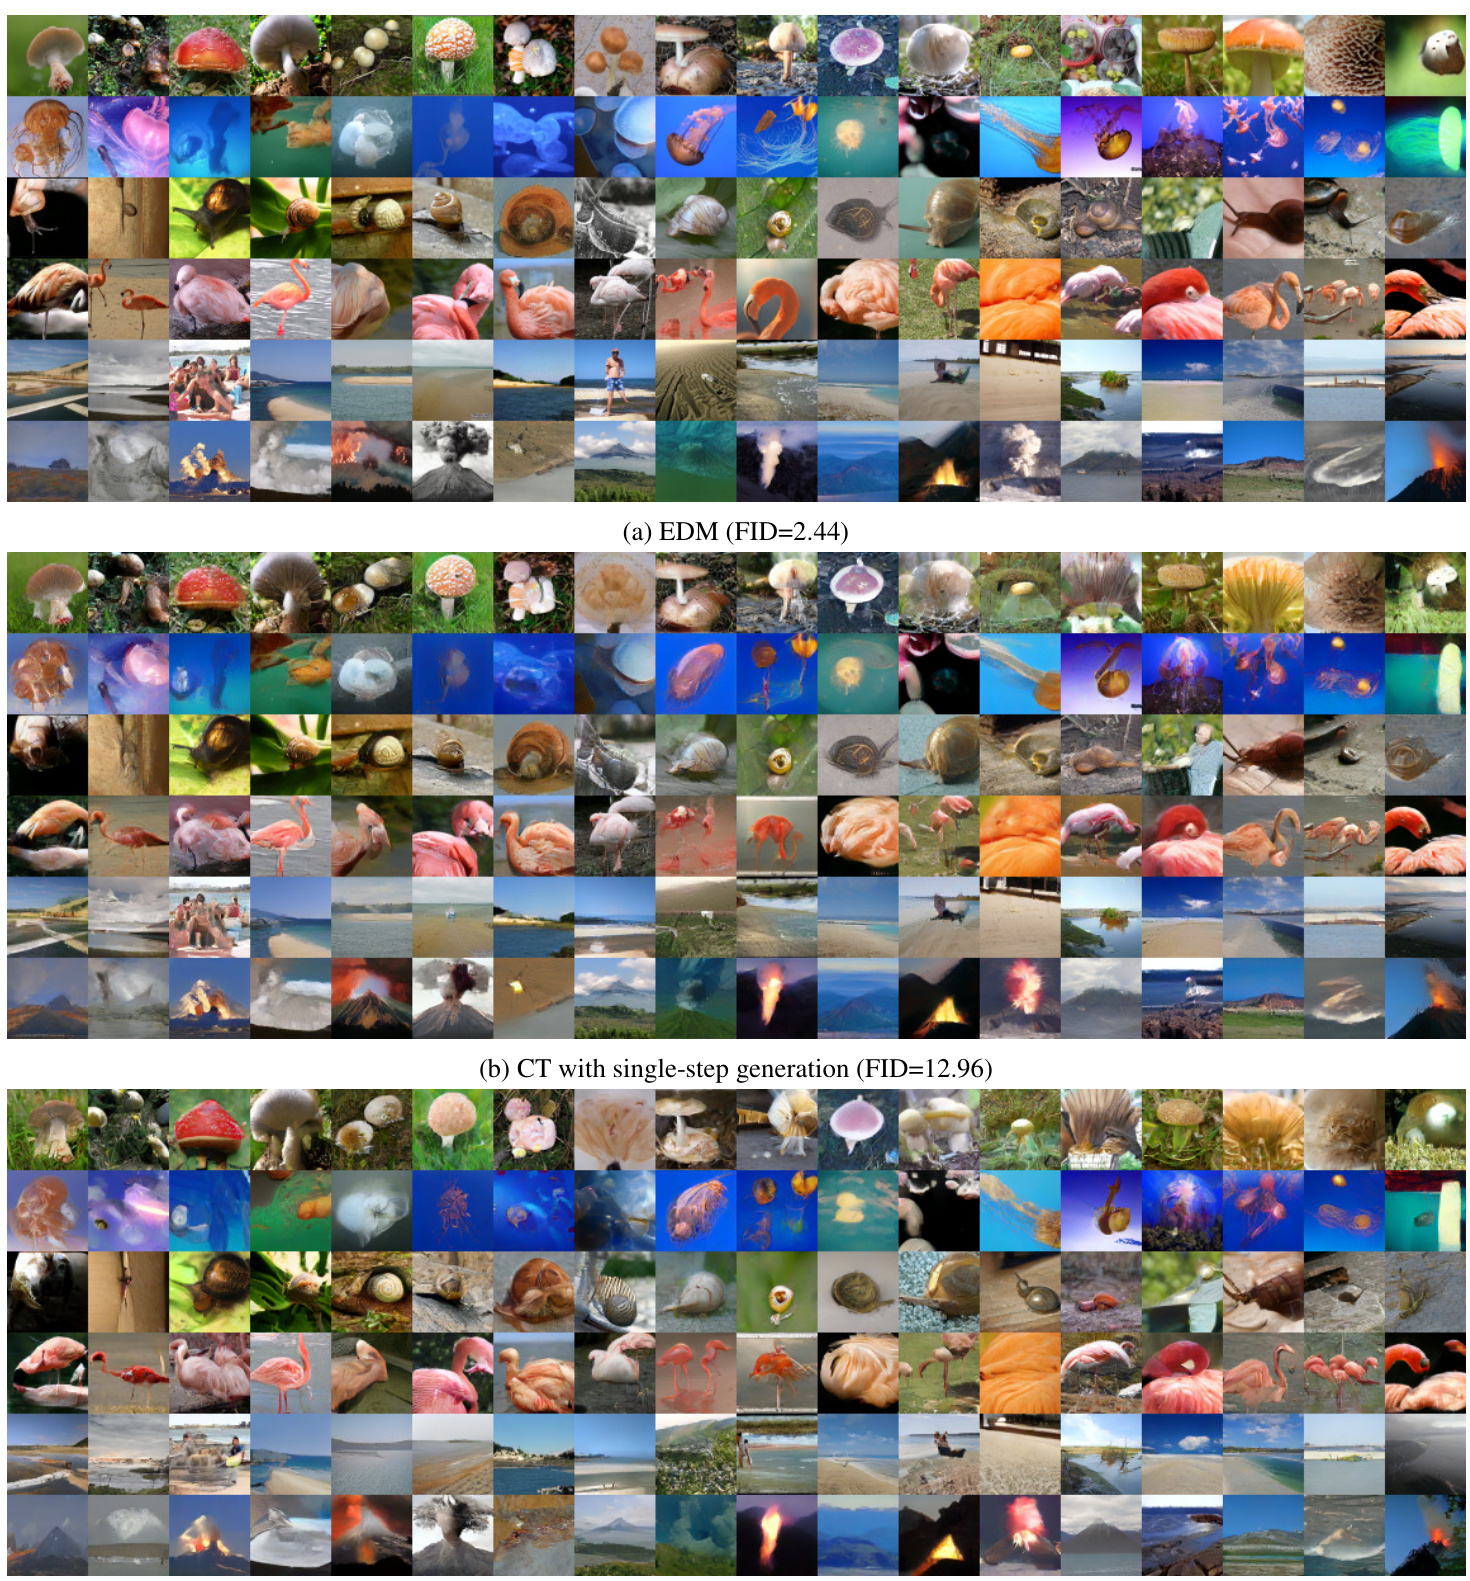 (a) EDM (FID=2.44)
(b) CT with single-step generation (FID=12.96)